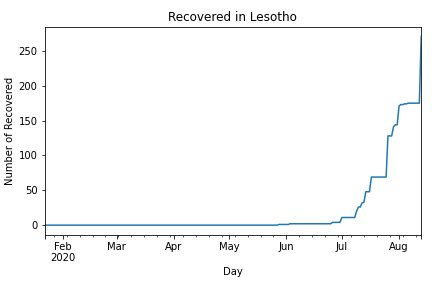 Recovered in Lesotho
Number of Recovered
250
200
150
100
50
0
Feb
2020
Mar
Apr
May
Jun
Jul
Aug
Day